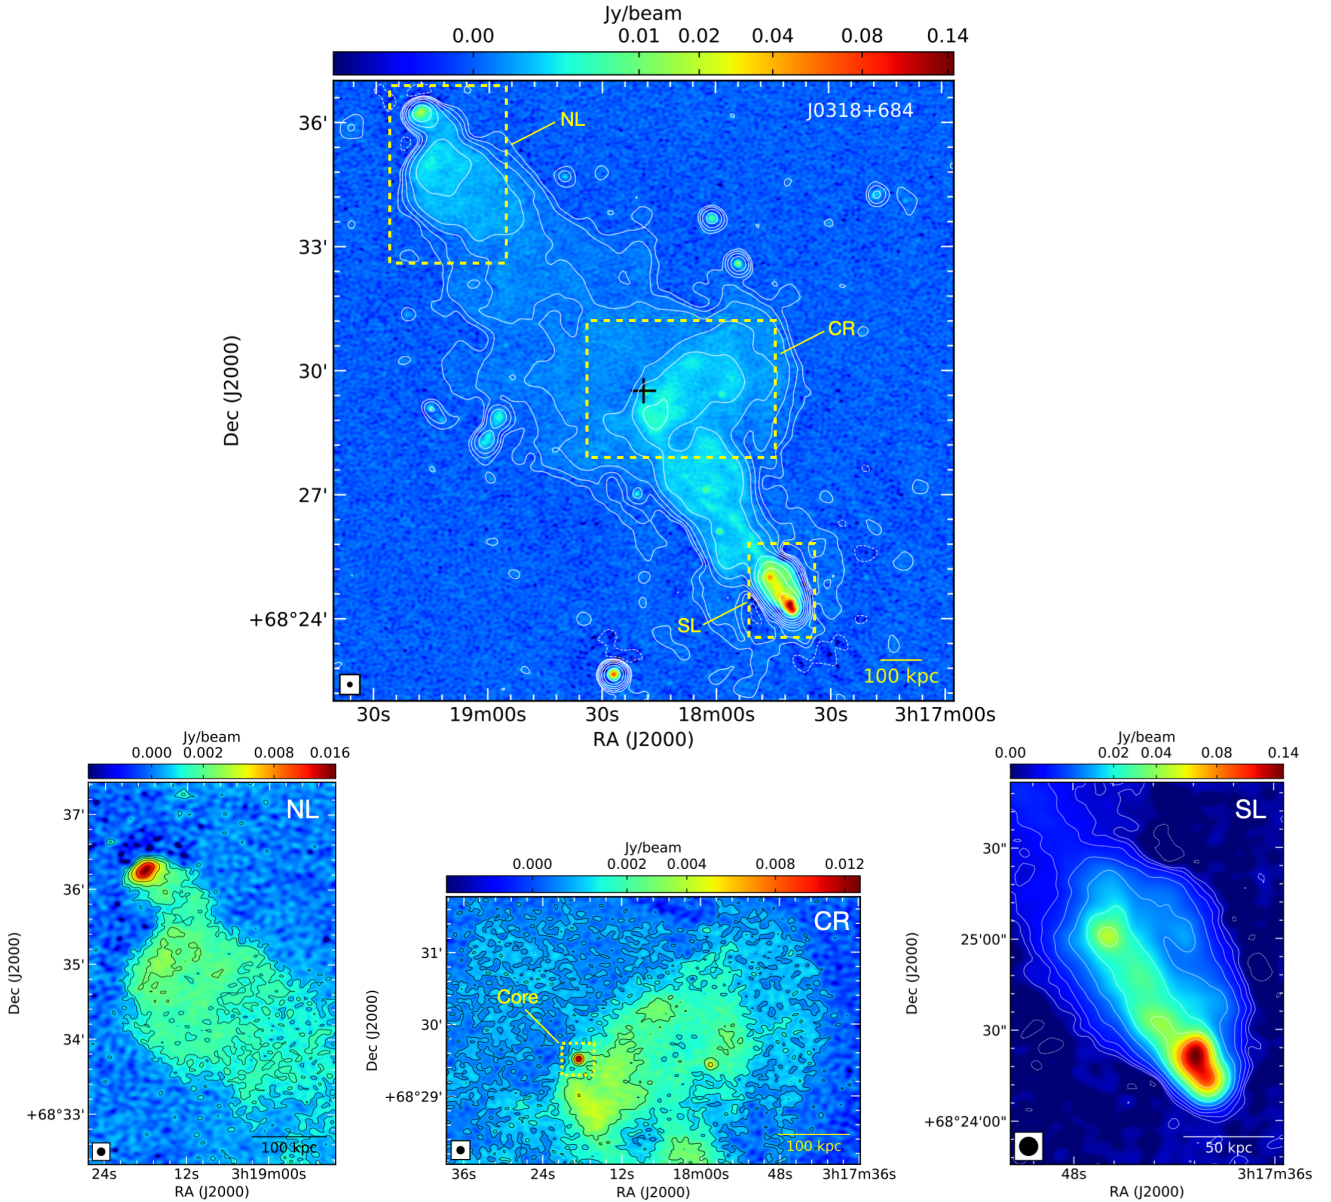 Jy/beam
0.00 0.01 0.02 0.04 0.08 0.14
J0318+684
NL
CR
SL
100 kpc
36'
33'
30'
27'
+68°24'
Dec (J2000)
30s 19m00s 30s 18m00s 30s 3h17m00s
RA (J2000)
Jy/beam
0.000 0.002 0.008 0.016
NL
37'
36'
35'
34'
+68°33'
Dec (J2000)
100 kpc
24s 12s 3h19m00s
RA (J2000)
Jy/beam
0.000 0.002 0.004 0.008 0.012
CR
Core
31'
30'
+68°29'
Dec (J2000)
100 kpc
36s 24s 12s 18m00s 48s 3h17m36s
RA (J2000)
Jy/beam
0.00 0.02 0.04 0.08 0.14
SL
30"
25'00"
30"
+68°24'00"
Dec (J2000)
50 kpc
48s 3h17m36s
RA (J2000)